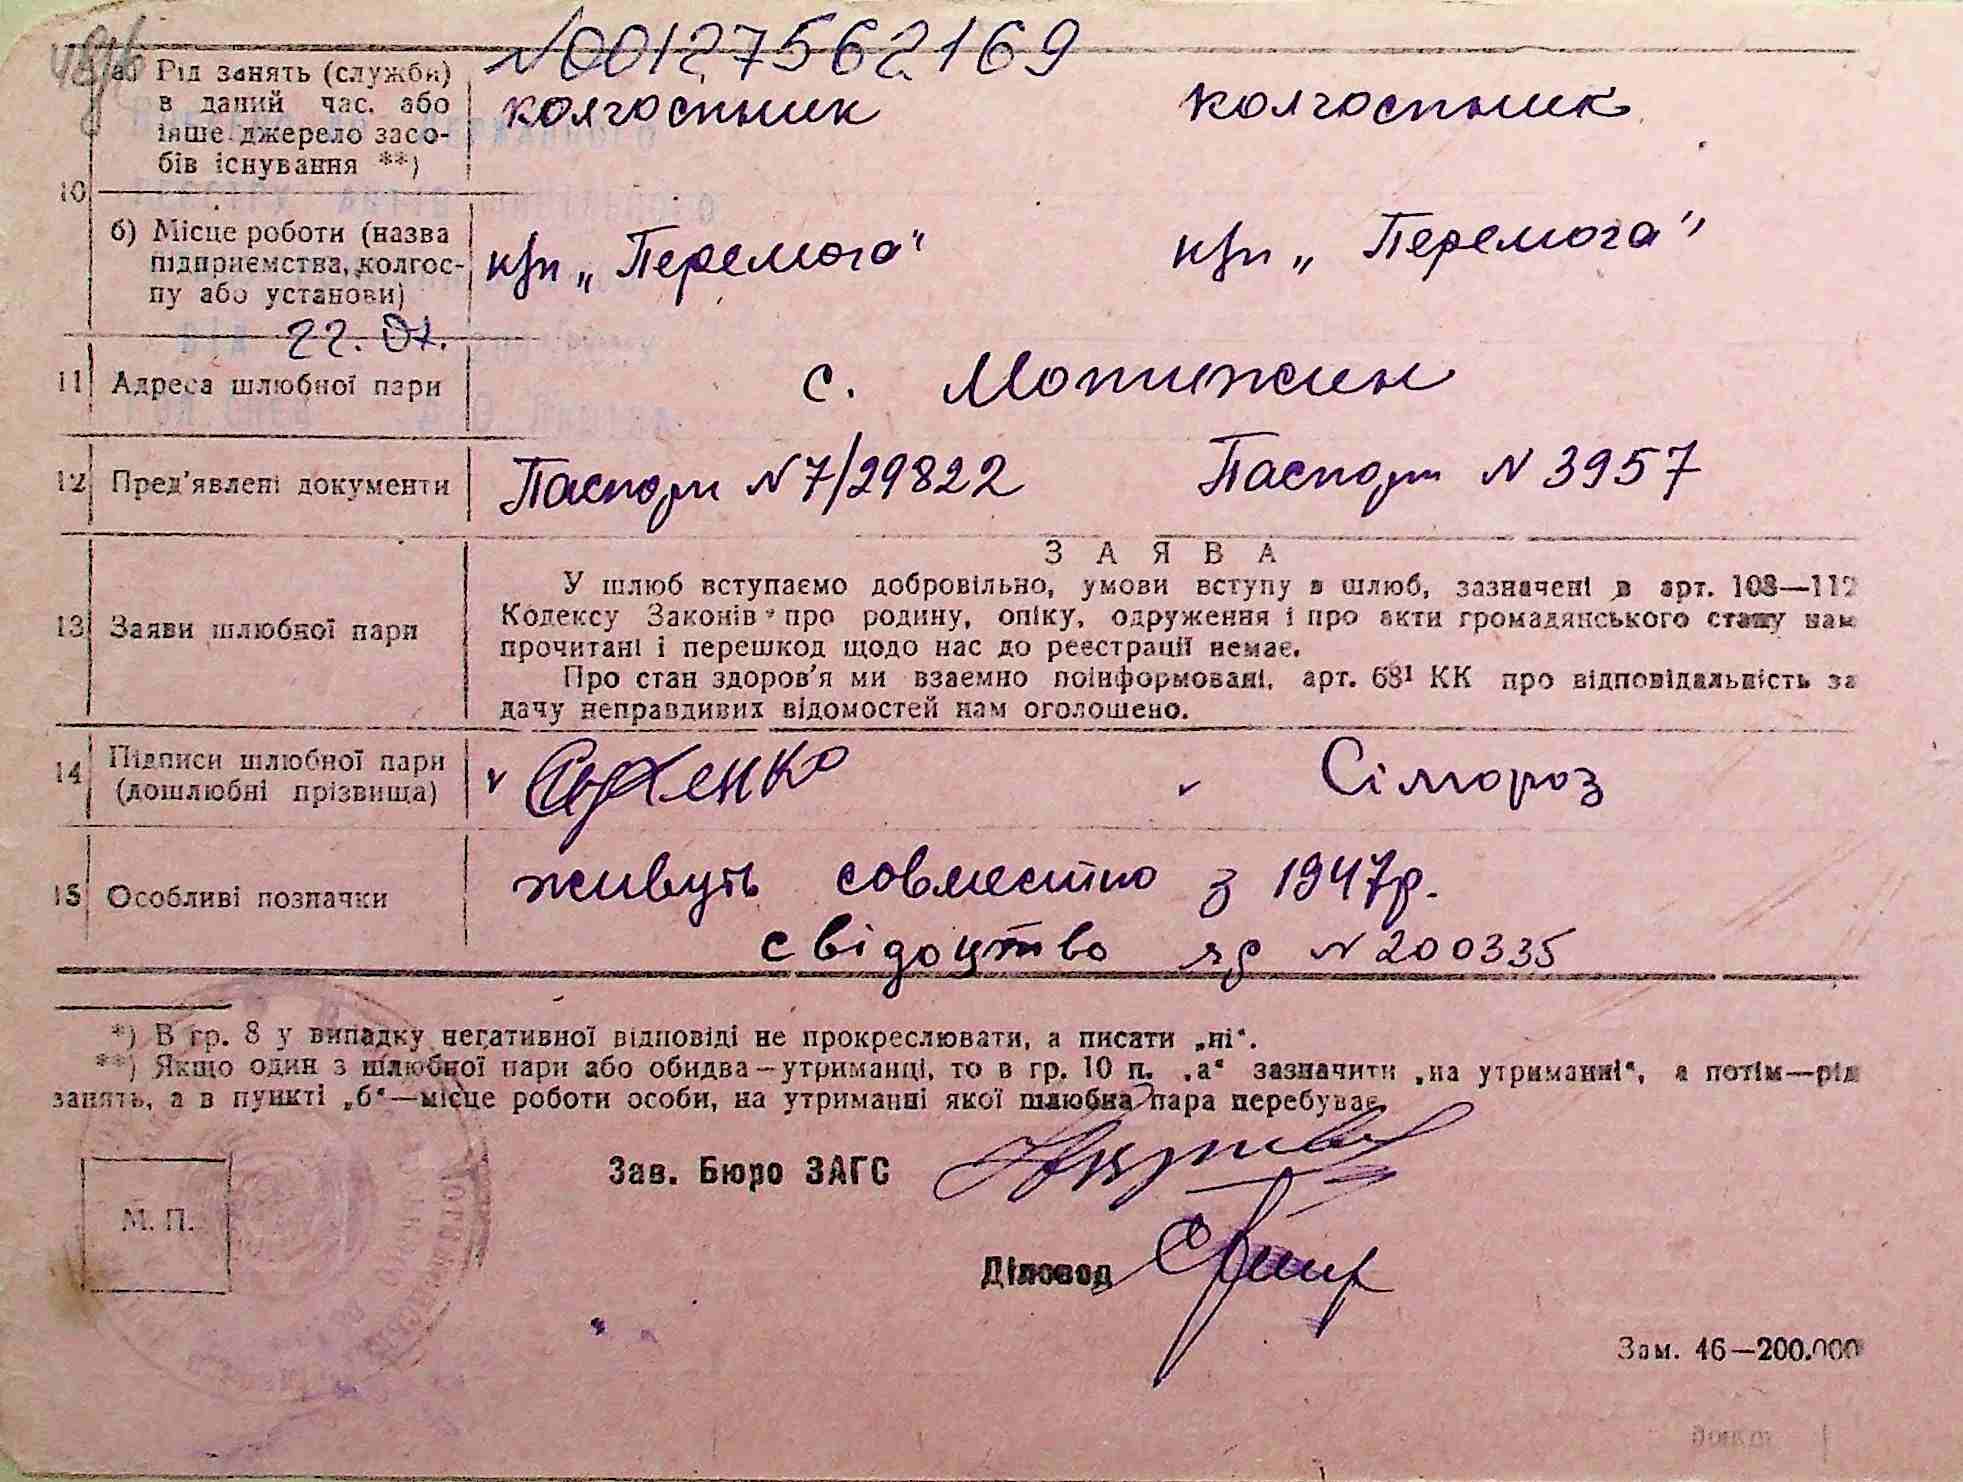 №00127562169
а) Рід занять (служби) в даний час, або інше джерело засобів існування **)
колгоспник колгоспник
10
б) Місце роботи (назва підприємства, колгоспу або установи)
к/гп „Перемога" к/гп „Перемога"
22. 01.
11 Адреса шлюбної пари с. Мотижин
12 Пред'явлені документи Паспорт №7/29822 Паспорт № 3957
ЗАЯВА
У шлюб вступаємо добровільно, умови вступу в шлюб, зазначені в арт. 108—112
13 Заяви шлюбної пари Кодексу Законів про родину, опіку, одруження і про акти громадянського стану нам
прочитані і перешкод щодо нас до реєстрації немає.
Про стан здоров'я ми взаємно поінформовані, арт. 68¹ КК про відповідальність за
дачу неправдивих відомостей нам оголошено.
14 Підписи шлюбної пари (дошлюбні прізвища) Сімороз
15 Особливі позначки живуть совместно з 1947р.
свідоцтво № 200335
*) В гр. 8 у випадку негативної відповіді не прокреслювати, а писати „ні“.
**) Якщо один з шлюбної пари або обидва—утриманці, то в гр. 10 п. „а“ зазначити „на утриманні“, а потім—рід
занять, а в пункті „б“—місце роботи особи, на утриманні якої шлюбна пара перебуває.
Зав. Бюро ЗАГС
М. П.
Діловод
Зам. 46—200.000